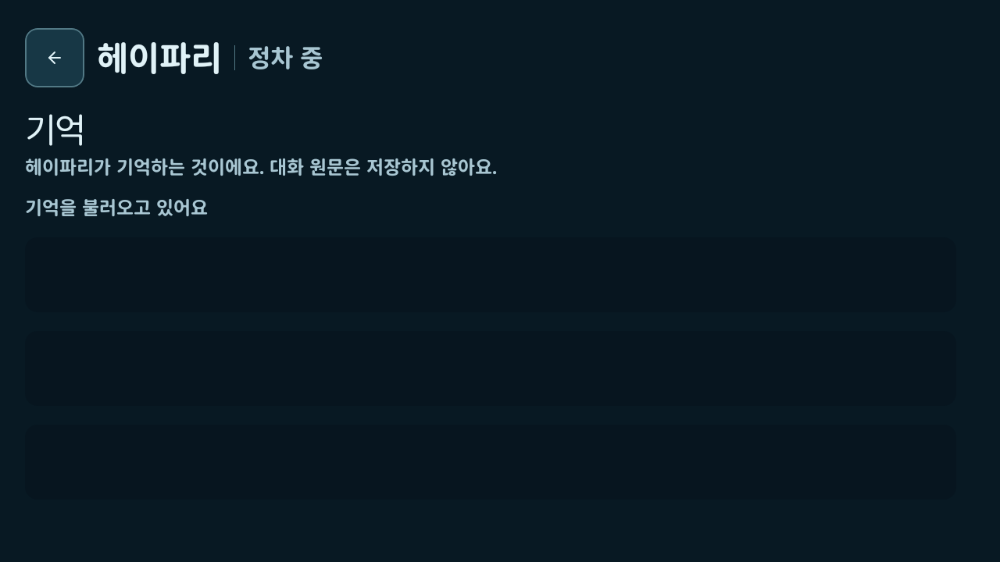 헤이파리
정차 중
기억
헤이파리가 기억하는 것이에요. 대화 원문은 저장하지 않아요.
기억을 불러오고 있어요